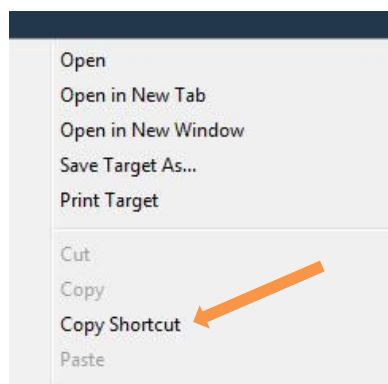 Open
Open in New Tab
Open in New Window
Save Target As...
Print Target
Cut
Copy
Copy Shortcut
Paste